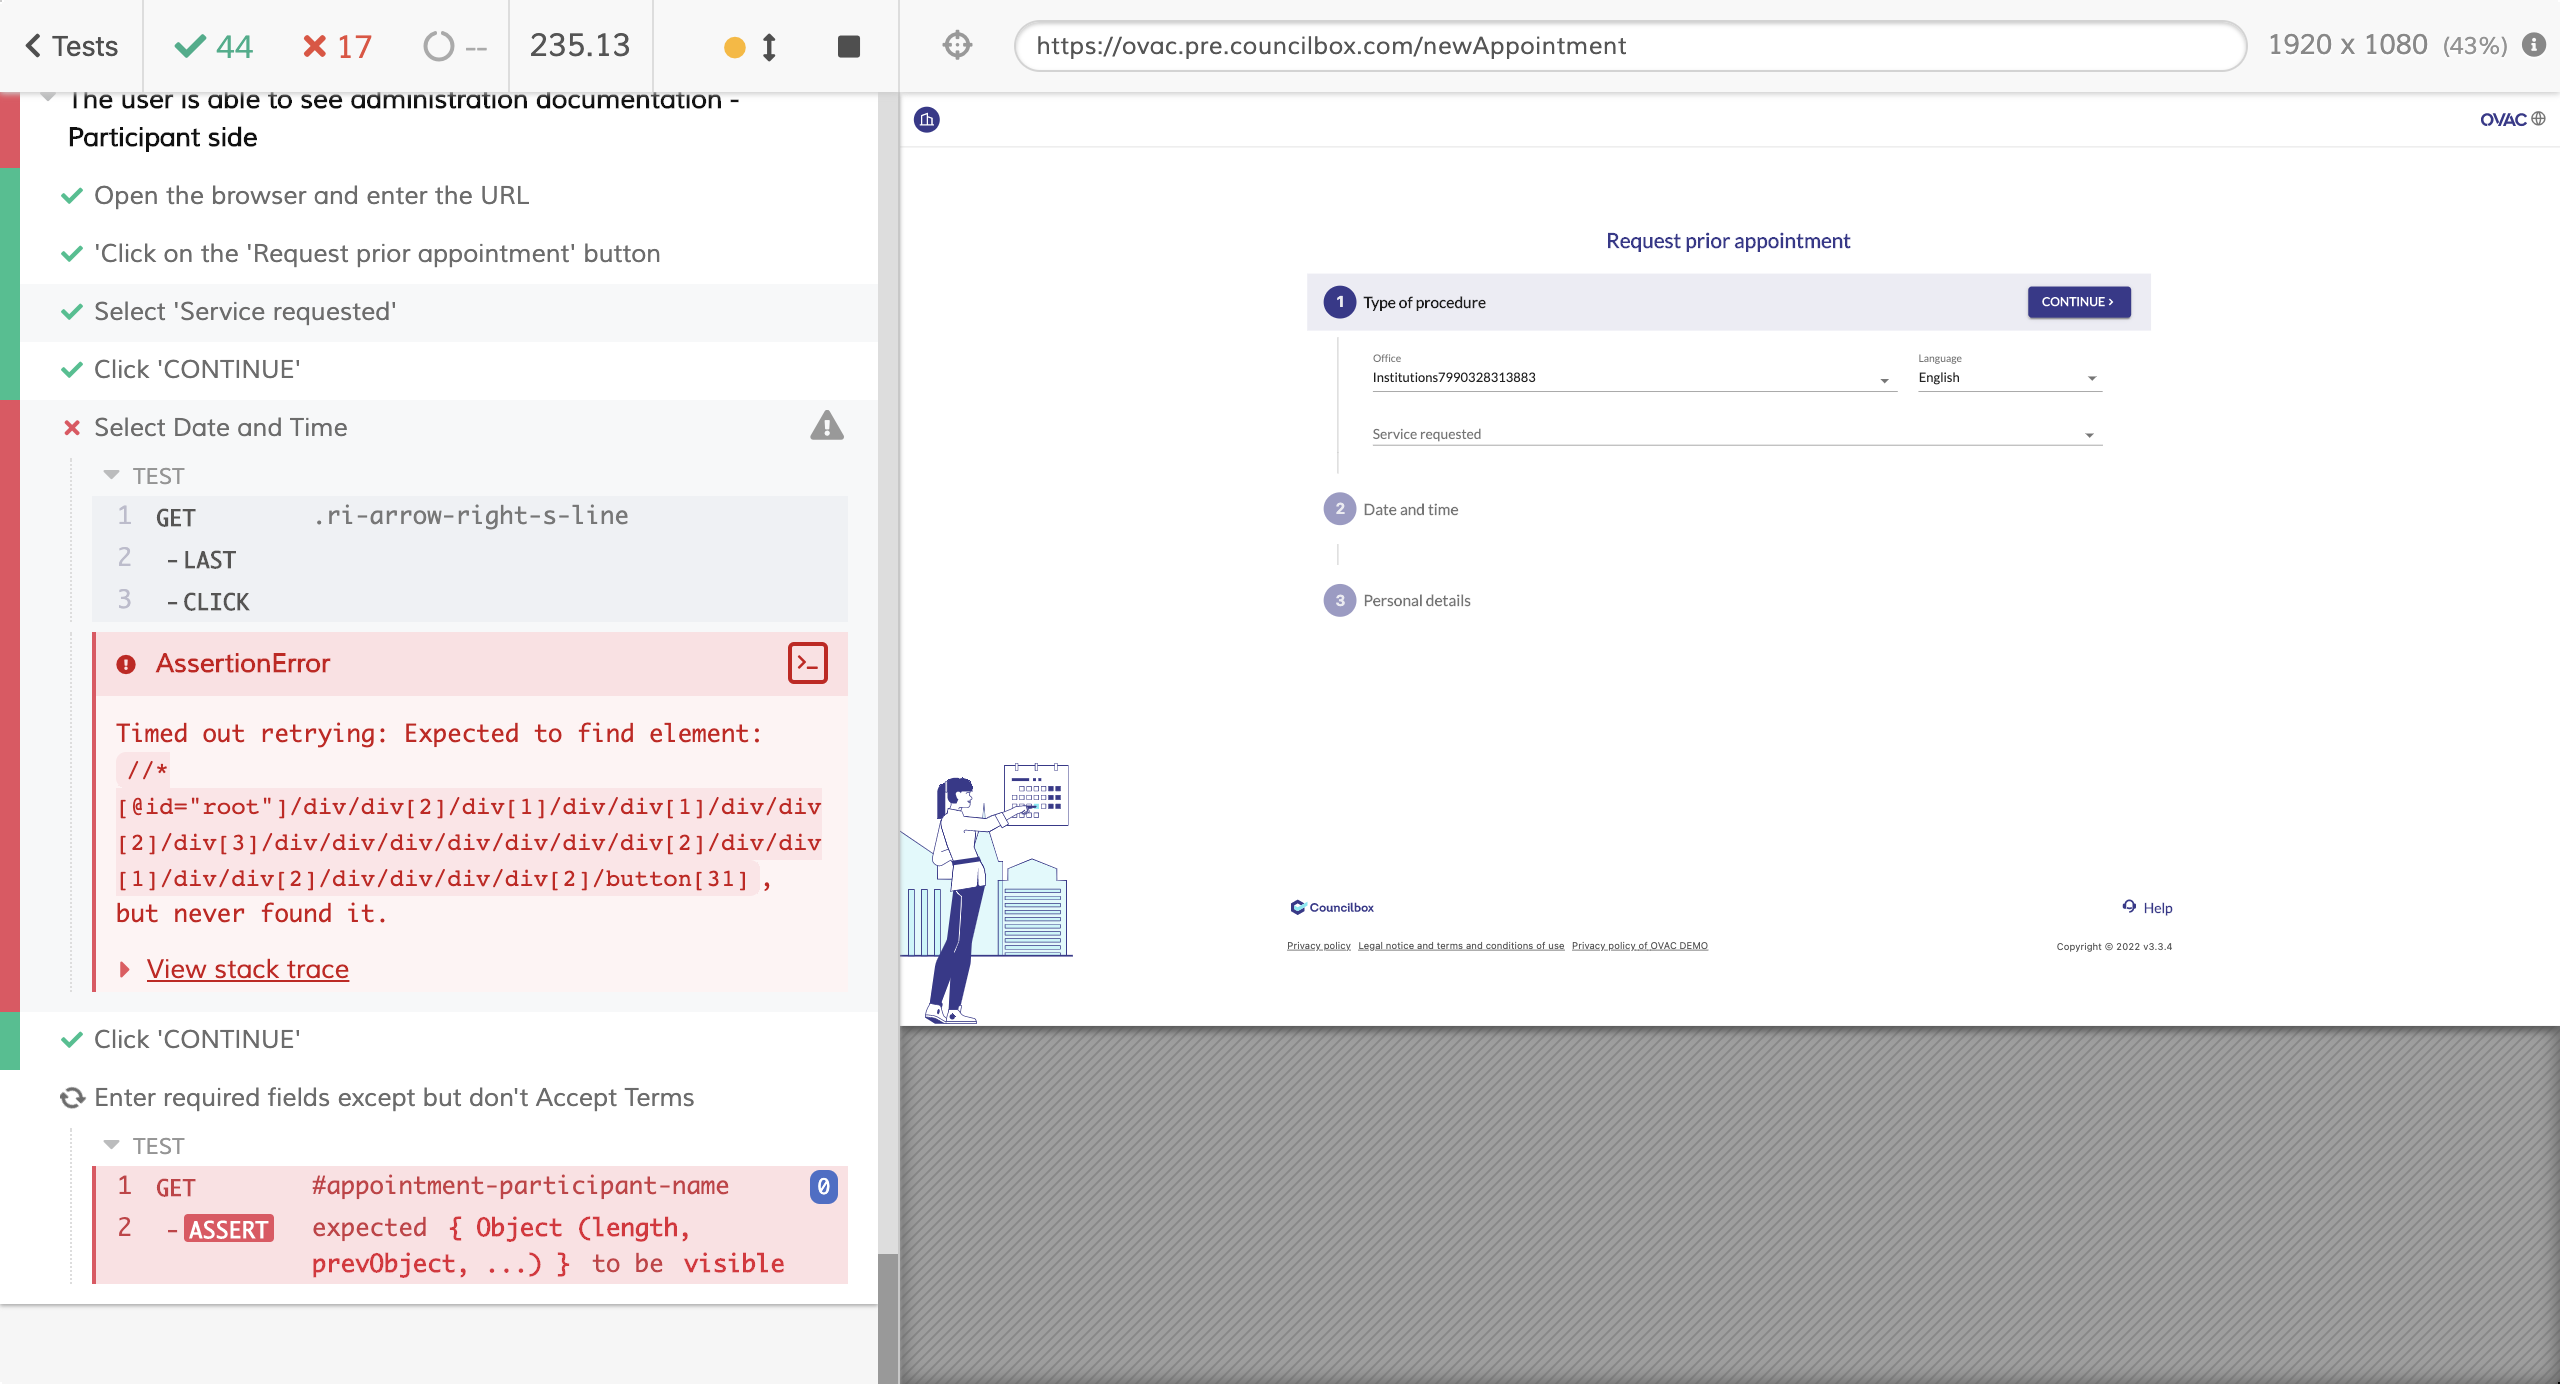 Tests
44
17
--
235.13
https://ovac.pre.councilbox.com/newAppointment
1920 x 1080 (43%)
The user is able to see administration documentation -
Participant side
Open the browser and enter the URL
'Click on the 'Request prior appointment' button
Select 'Service requested'
Click 'CONTINUE'
Select Date and Time
TEST
1 GET .ri-arrow-right-s-line
2 -LAST
3 -CLICK
AssertionError
Timed out retrying: Expected to find element:
//*
[@id="root"]/div/div[2]/div[1]/div/div[1]/div/div
[2]/div[3]/div/div/div/div/div/div/div[2]/div/div
[1]/div/div[2]/div/div/div/div[2]/button[31] ,
but never found it.
View stack trace
Click 'CONTINUE'
Enter required fields except but don't Accept Terms
TEST
1 GET #appointment-participant-name 0
2 -ASSERT expected { Object (length,
prevObject, ...) } to be visible
OVAC
Request prior appointment
1 Type of procedure
CONTINUE >
Office
Institutions7990328313883
Language
English
Service requested
2 Date and time
3 Personal details
Councilbox
Help
Privacy policy Legal notice and terms and conditions of use Privacy policy of OVAC DEMO
Copyright © 2022 v3.3.4